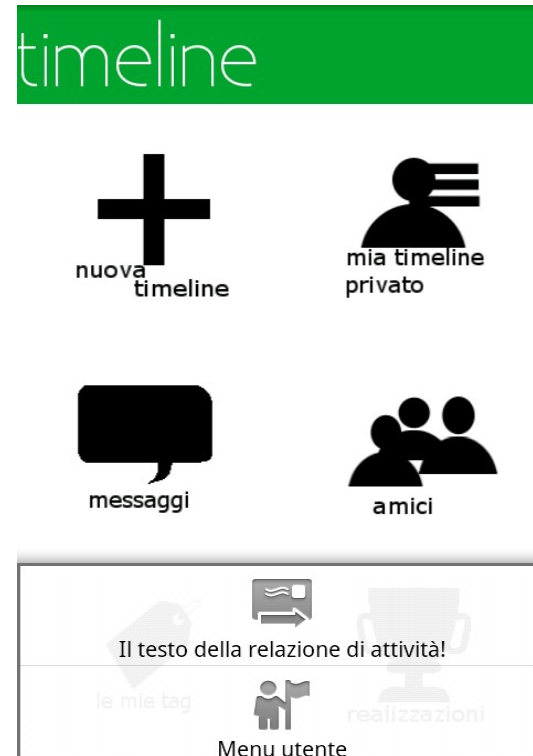 timeline
nuova
timeline
mia timeline
privato
messaggi
amici
Il testo della relazione di attività!
le mie tag
realizzazioni
Menu utente